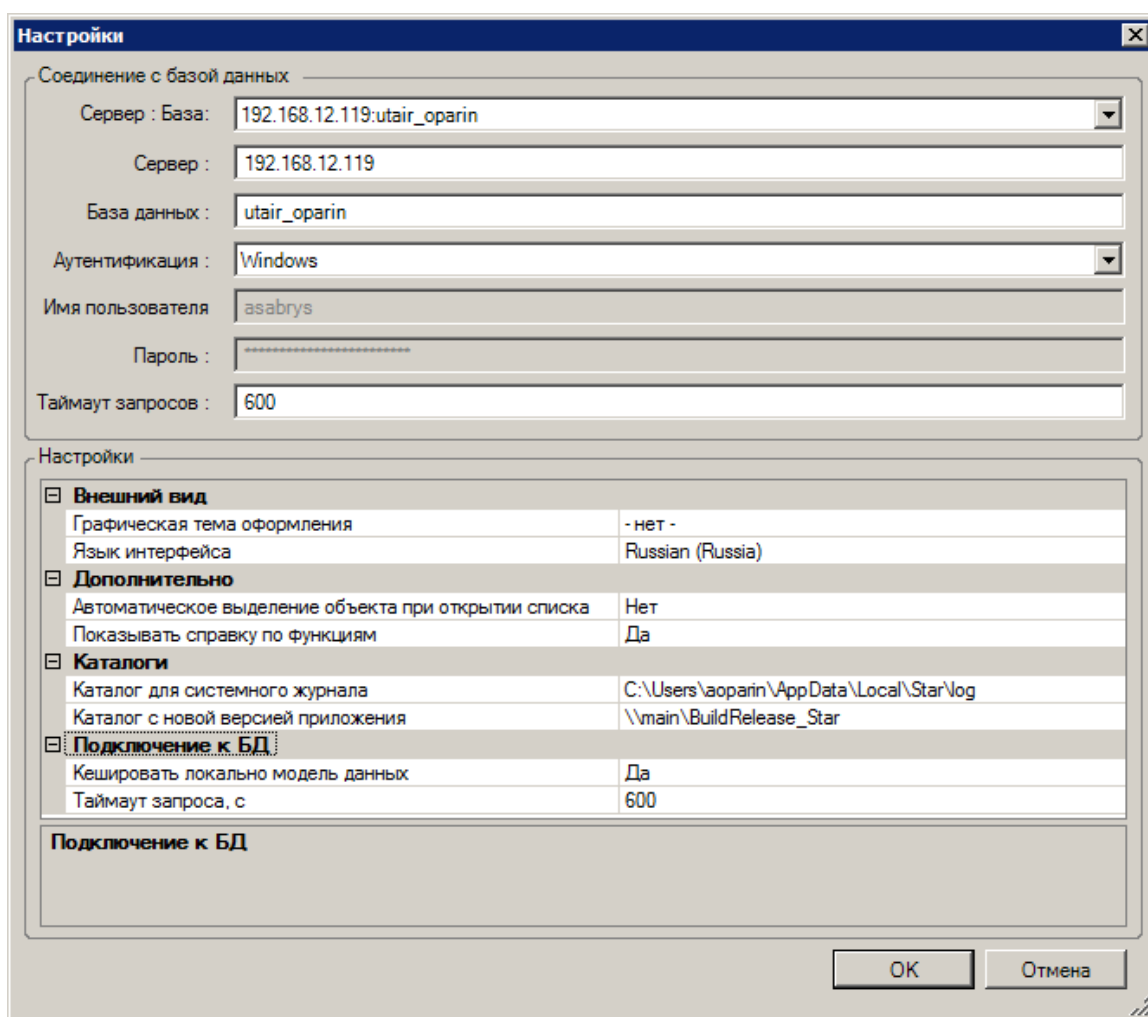 Настройки
Соединение с базой данных
Сервер : База: 192.168.12.119:utair_oparin
Сервер : 192.168.12.119
База данных : utair_oparin
Аутентификация : Windows
Имя пользователя asabrys
Пароль : ************************
Таймаут запросов : 600
Настройки
Внешний вид
Графическая тема оформления - нет -
Язык интерфейса Russian (Russia)
Дополнительно
Автоматическое выделение объекта при открытии списка Нет
Показывать справку по функциям Да
Каталоги
Каталог для системного журнала C:\Users\aoparin\AppData\Local\Star\log
Каталог с новой версией приложения \\main\BuildRelease_Star
Подключение к БД
Кешировать локально модель данных Да
Таймаут запроса, с 600
Подключение к БД
OK Отмена